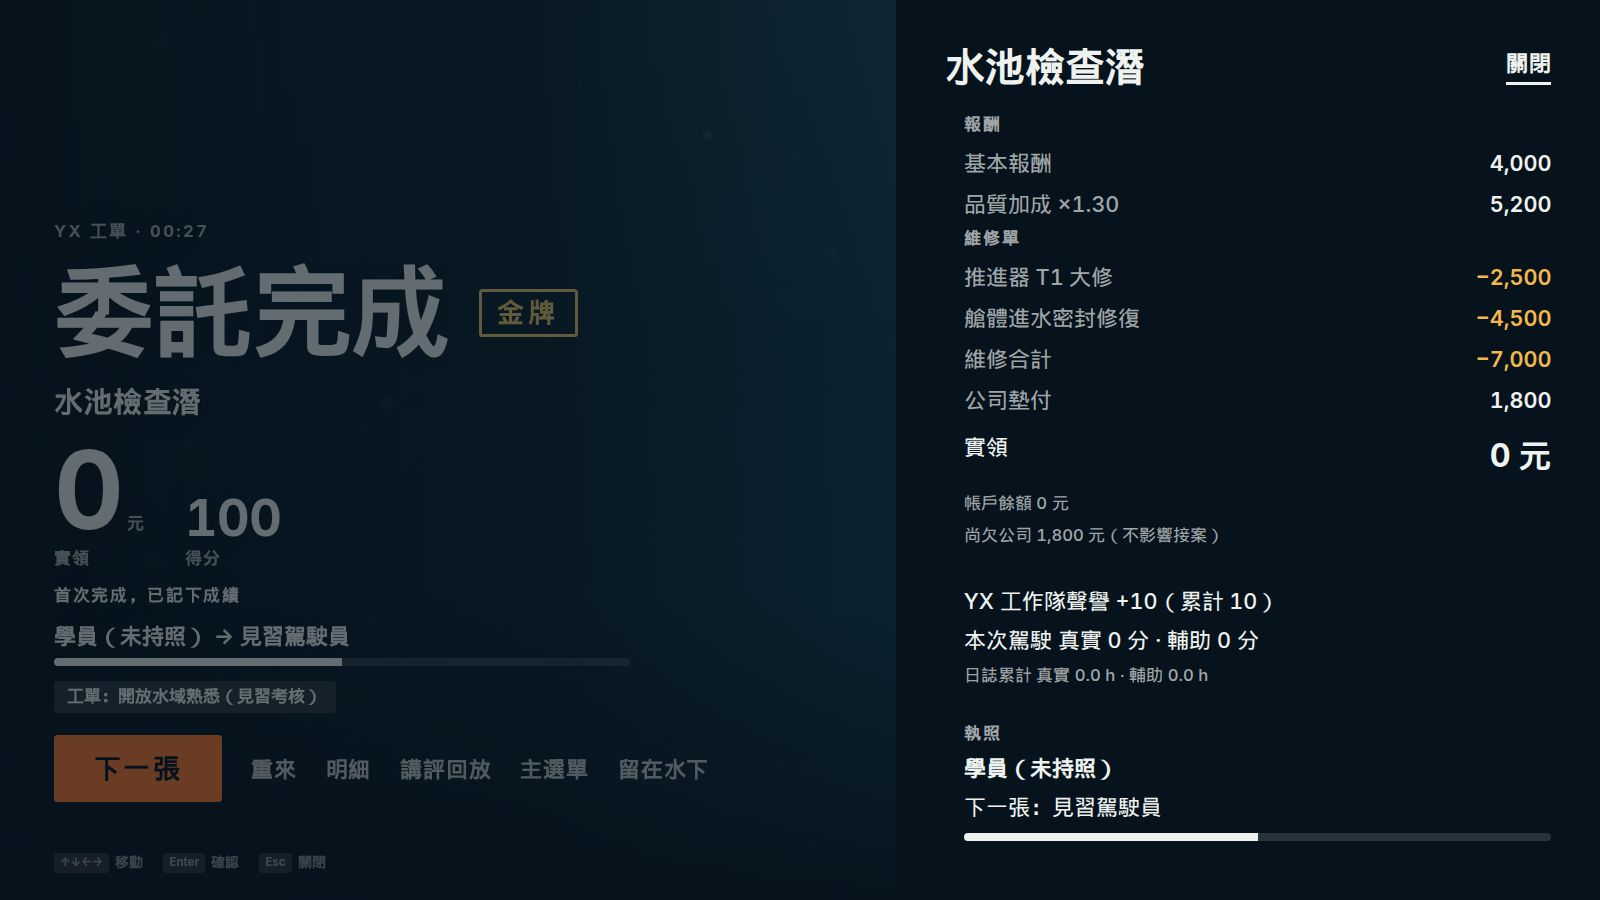 YX 工單 · 00:27
委託完成 金牌
水池檢查潛
0 元 100
實領 得分
首次完成，已記下成績
學員（未持照） → 見習駕駛員
工單：開放水域熟悉（見習考核）
下一張 重來 明細 講評回放 主選單 留在水下
↑↓←→ 移動 Enter 確認 Esc 關閉
水池檢查潛 關閉
報酬
基本報酬 4,000
品質加成 ×1.30 5,200
維修單
推進器 T1 大修 −2,500
艙體進水密封修復 −4,500
維修合計 −7,000
公司墊付 1,800
實領 0 元
帳戶餘額 0 元
尚欠公司 1,800 元（不影響接案）
YX 工作隊聲譽 +10（累計 10）
本次駕駛 真實 0 分 · 輔助 0 分
日誌累計 真實 0.0 h · 輔助 0.0 h
執照
學員（未持照）
下一張：見習駕駛員